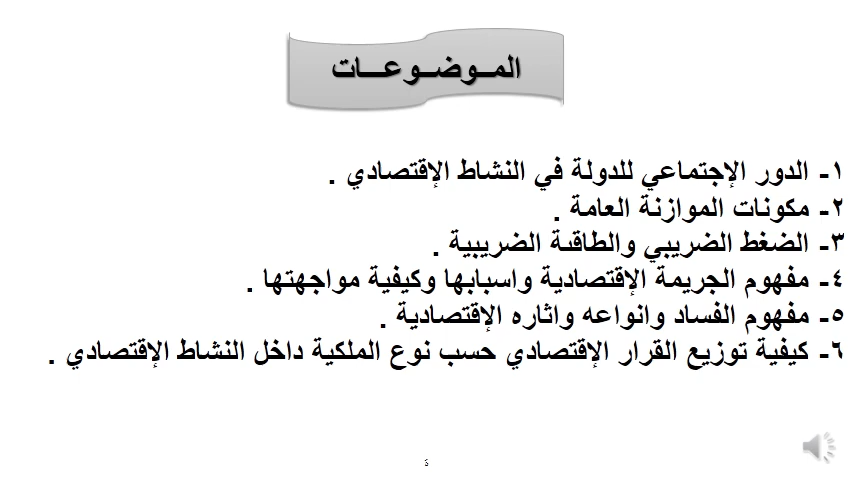 المــوضــوعــــات
١- الدور الإجتماعي للدولة في النشاط الإقتصادي .
٢- مكونات الموازنة العامة .
٣- الضغط الضريبي والطاقة الضريبية .
٤- مفهوم الجريمة الإقتصادية واسبابها وكيفية مواجهتها .
٥- مفهوم الفساد وانواعه واثاره الإقتصادية .
٦- كيفية توزيع القرار الإقتصادي حسب نوع الملكية داخل النشاط الإقتصادي .